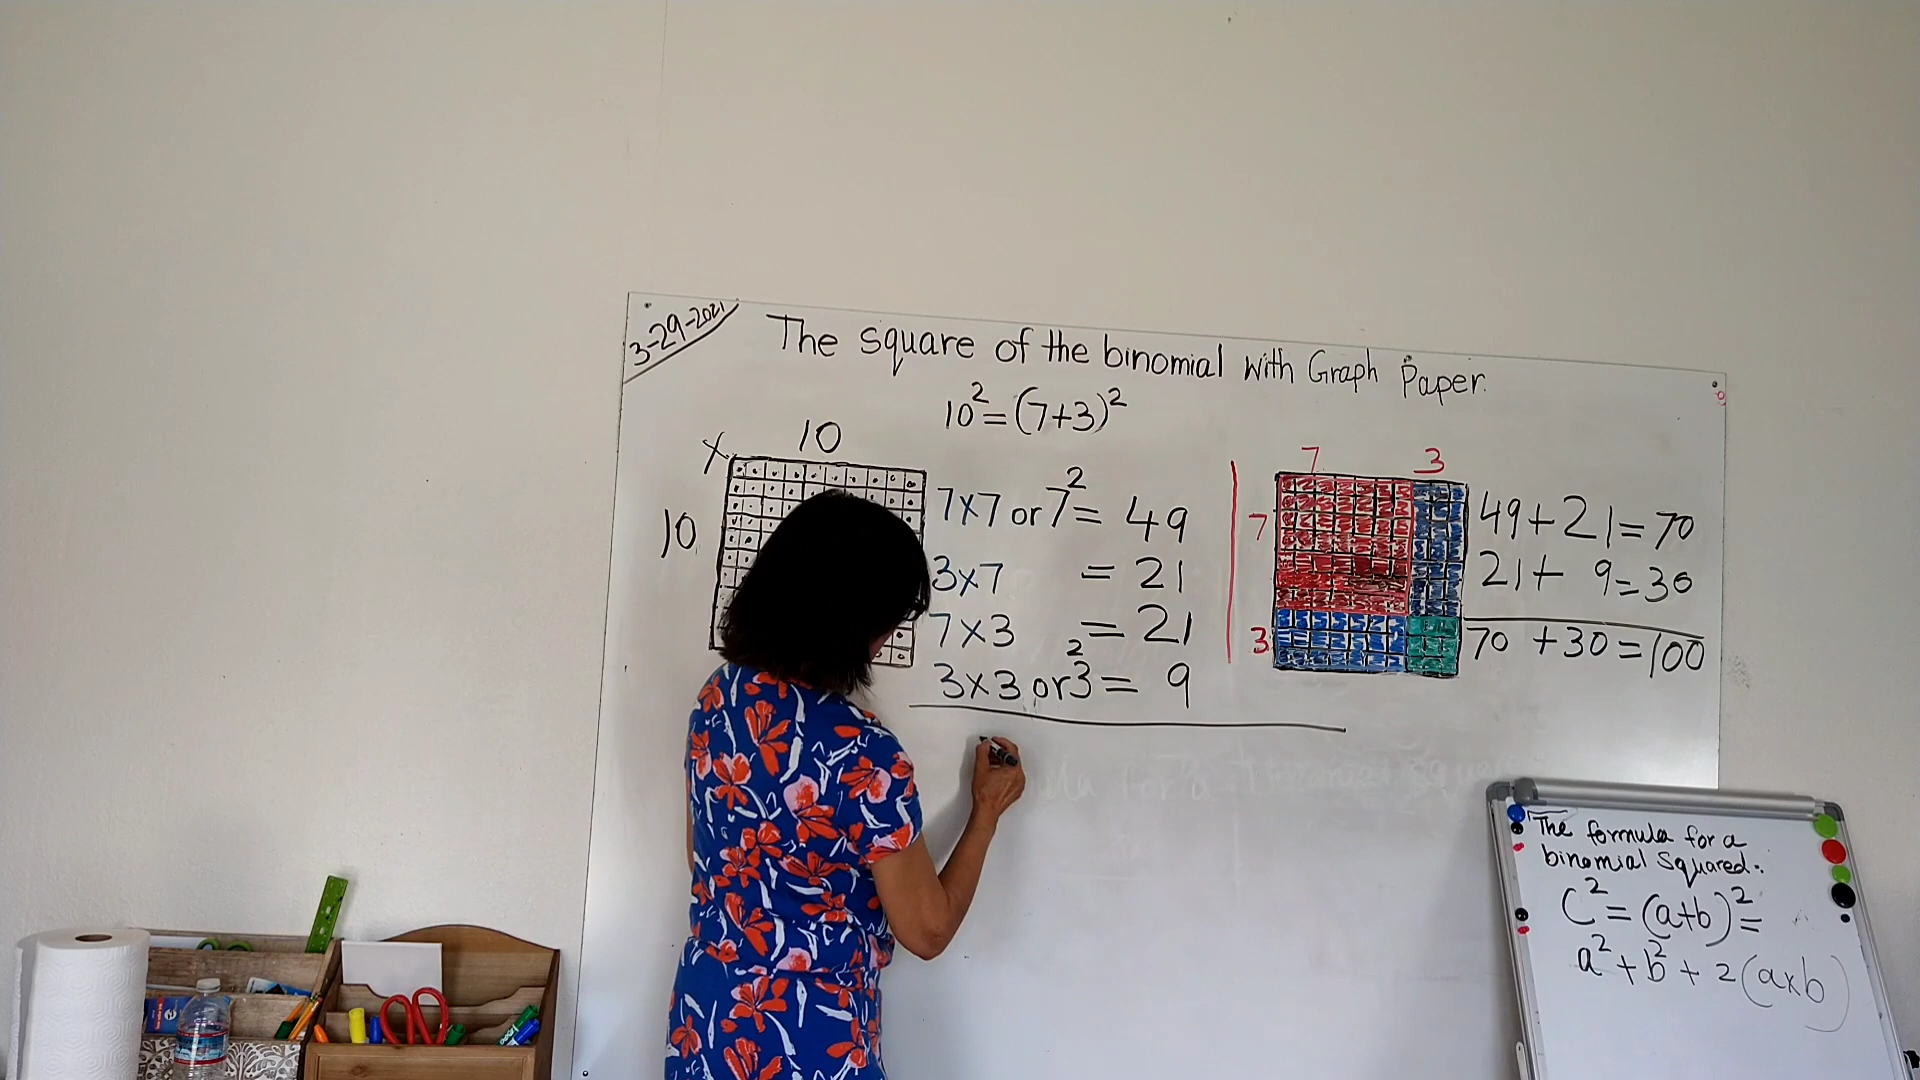 3-29-2021
The square of the binomial with Graph Paper.
10²=(7+3)²
x 10
10
7x7 or 7²= 49
3x7 = 21
7x3 = 21
3x3 or 3²= 9
7 3
7
3
49+21=70
21+ 9=30
70 +30=100
The formula for a
binomial squared:
C²=(a+b)²=
a²+b²+2(axb)